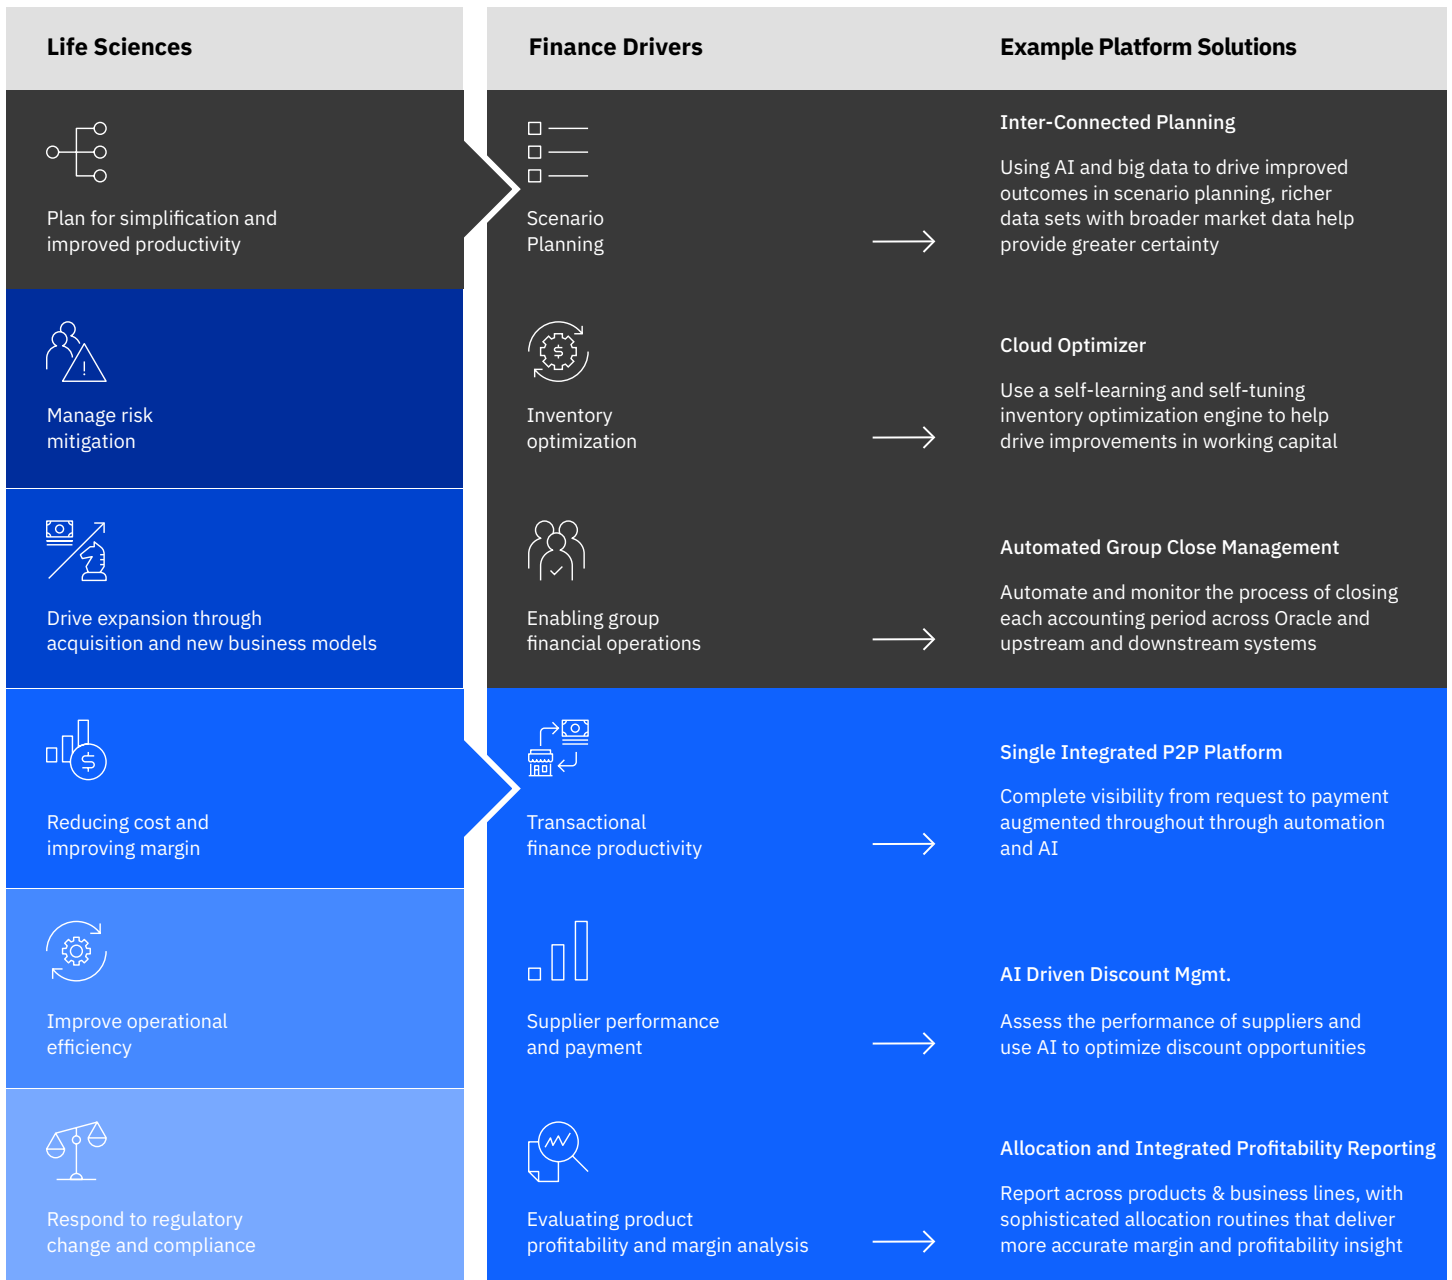 Life Sciences
Finance Drivers
Example Platform Solutions
Plan for simplification and
improved productivity
Scenario
Planning
Inter-Connected Planning
Using AI and big data to drive improved
outcomes in scenario planning, richer
data sets with broader market data help
provide greater certainty
Manage risk
mitigation
Inventory
optimization
Cloud Optimizer
Use a self-learning and self-tuning
inventory optimization engine to help
drive improvements in working capital
Drive expansion through
acquisition and new business models
Enabling group
financial operations
Automated Group Close Management
Automate and monitor the process of closing
each accounting period across Oracle and
upstream and downstream systems
Reducing cost and
improving margin
Transactional
finance productivity
Single Integrated P2P Platform
Complete visibility from request to payment
augmented throughout through automation
and AI
Improve operational
efficiency
Supplier performance
and payment
AI Driven Discount Mgmt.
Assess the performance of suppliers and
use AI to optimize discount opportunities
Respond to regulatory
change and compliance
Evaluating product
profitability and margin analysis
Allocation and Integrated Profitability Reporting
Report across products & business lines, with
sophisticated allocation routines that deliver
more accurate margin and profitability insight